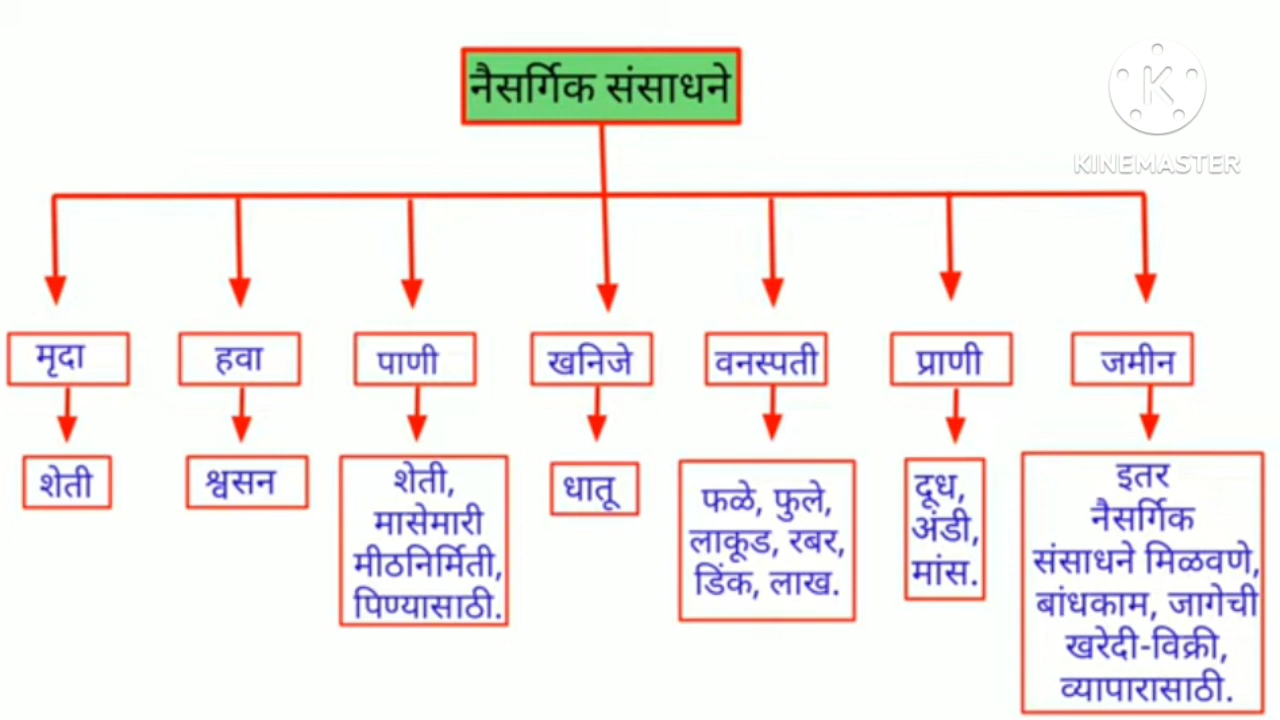 नैसर्गिक संसाधने
KINEMASTER
मृदा
हवा
पाणी
खनिजे
वनस्पती
प्राणी
जमीन
शेती
श्वसन
शेती,
मासेमारी
मीठनिर्मिती,
पिण्यासाठी.
धातू
फळे, फुले,
लाकूड, रबर,
डिंक, लाख.
दूध,
अंडी,
मांस.
इतर
नैसर्गिक
संसाधने मिळवणे,
बांधकाम, जागेची
खरेदी-विक्री,
व्यापारासाठी.